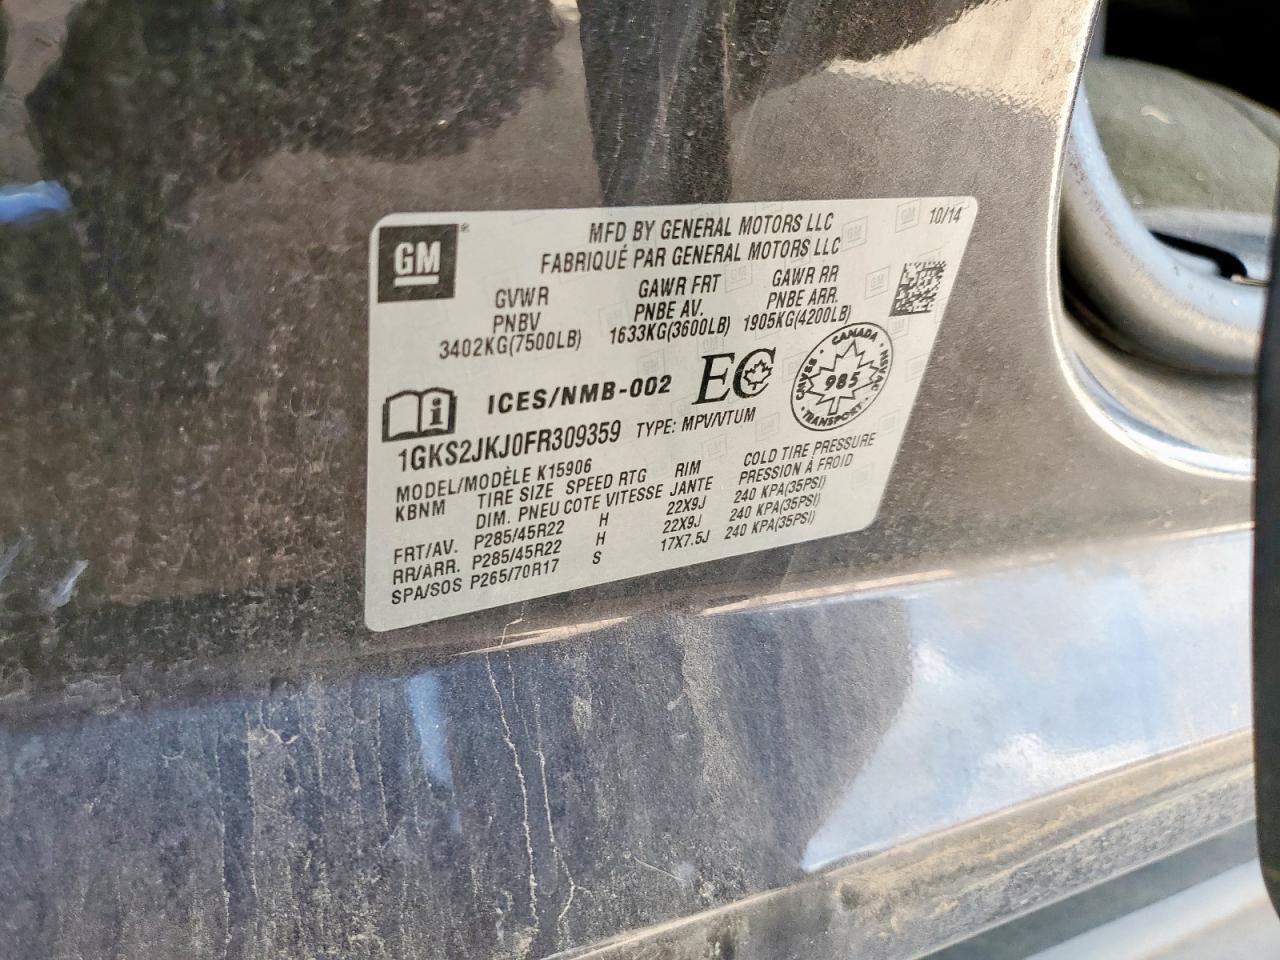 GM
MFD BY GENERAL MOTORS LLC 10/14
FABRIQUÉ PAR GENERAL MOTORS LLC
GVWR GAWR FRT GAWR RR
PNBV PNBE AV. PNBE ARR.
3402KG(7500LB) 1633KG(3600LB) 1905KG(4200LB)
ICES/NMB-002 EC CANADA 985 TRANSPORT
1GKS2JKJ0FR309359 TYPE: MPV/VTUM
MODEL/MODÈLE K15906
KBNM TIRE SIZE SPEED RTG RIM COLD TIRE PRESSURE
DIM. PNEU COTE VITESSE JANTE PRESSION À FROID
FRT/AV. P285/45R22 H 22X9J 240 KPA(35PSI)
RR/ARR. P285/45R22 H 22X9J 240 KPA(35PSI)
SPA/SOS P265/70R17 S 17X7.5J 240 KPA(35PSI)